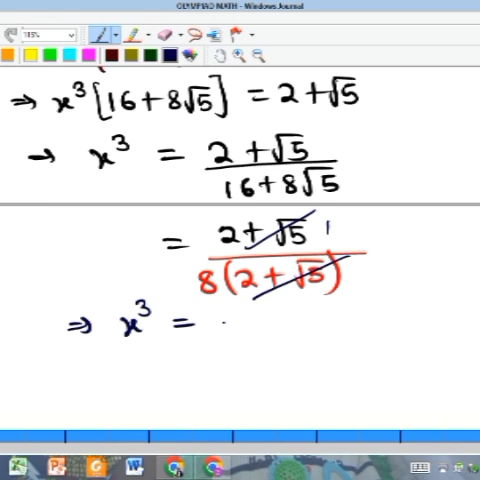 OLYMPIAD MATH - Windows Journal
⇒ x³[16+8√5] = 2+√5
→ x³ = (2+√5)/(16+8√5)
= (2+√5)/(8(2+√5)) 1
⇒ x³ =